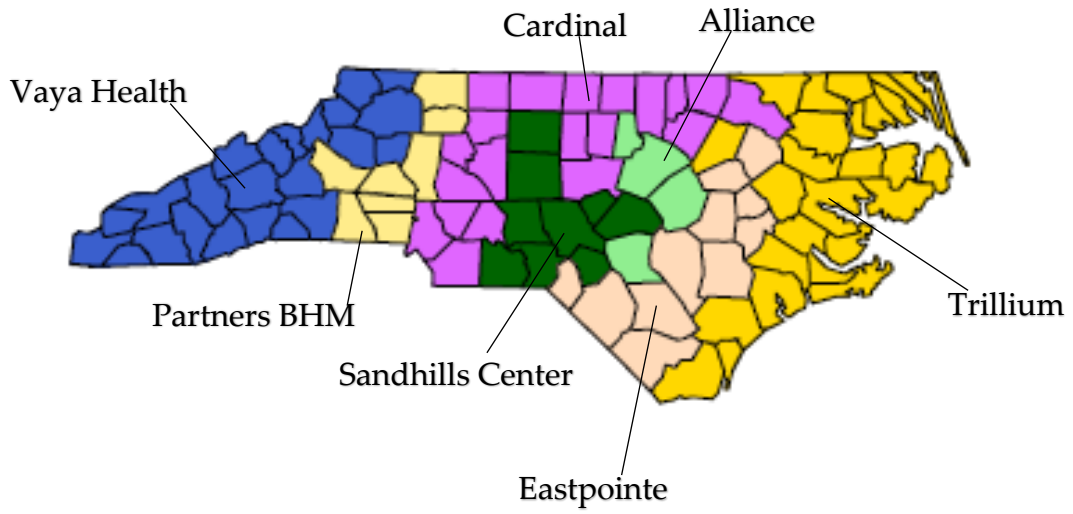 Cardinal
Alliance
Vaya Health
Partners BHM
Trillium
Sandhills Center
Eastpointe